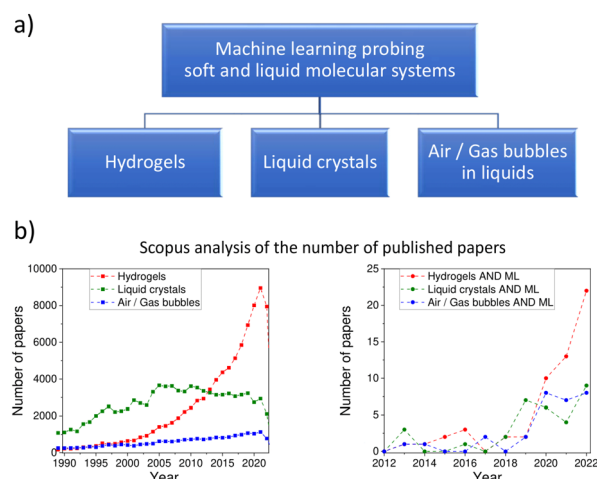 a)
Machine learning probing
soft and liquid molecular systems
Hydrogels
Liquid crystals
Air / Gas bubbles
in liquids
b)
Scopus analysis of the number of published papers
Number of papers
10000
8000
6000
4000
2000
0
1990
1995
2000
2005
2010
2015
2020
Year
Hydrogels
Liquid crystals
Air / Gas bubbles
Number of papers
25
20
15
10
5
0
2012
2014
2016
2018
2020
2022
Year
Hydrogels AND ML
Liquid crystals AND ML
Air / Gas bubbles AND ML